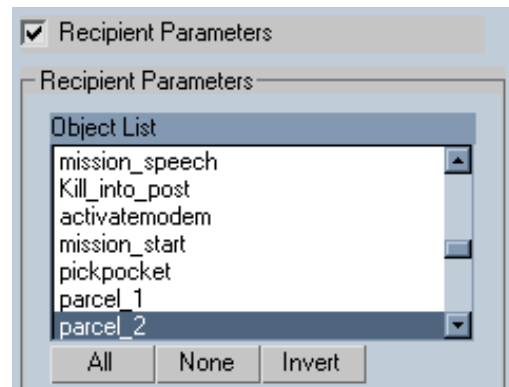 Recipient Parameters
Recipient Parameters
Object List
mission_speech
Kill_into_post
activatemodem
mission_start
pickpocket
parcel_1
parcel_2
All None Invert